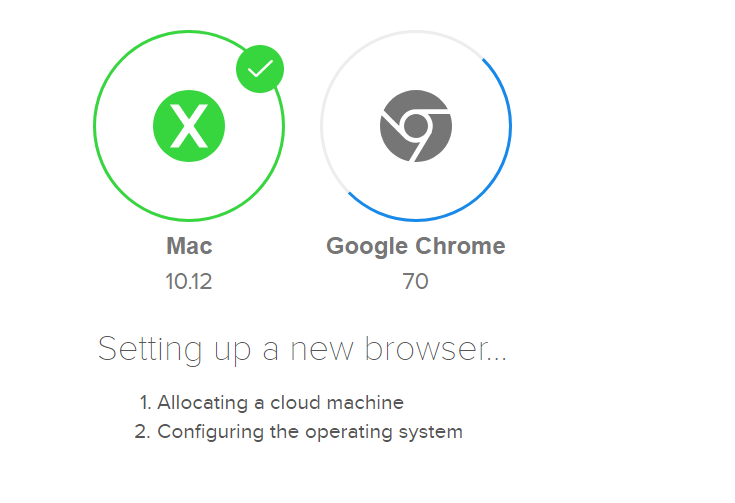 X
Mac
Google Chrome
10.12
70
Setting up a new browser...
1. Allocating a cloud machine
2. Configuring the operating system